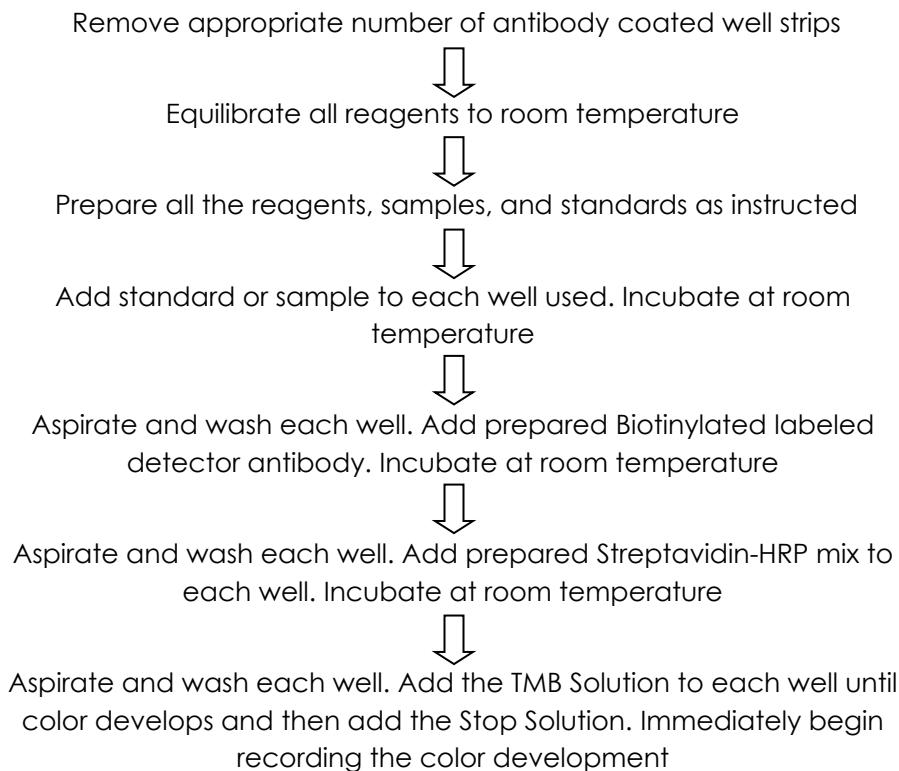 Remove appropriate number of antibody coated well strips
Equilibrate all reagents to room temperature
Prepare all the reagents, samples, and standards as instructed
Add standard or sample to each well used. Incubate at room
temperature
Aspirate and wash each well. Add prepared Biotinylated labeled
detector antibody. Incubate at room temperature
Aspirate and wash each well. Add prepared Streptavidin-HRP mix to
each well. Incubate at room temperature
Aspirate and wash each well. Add the TMB Solution to each well until
color develops and then add the Stop Solution. Immediately begin
recording the color development